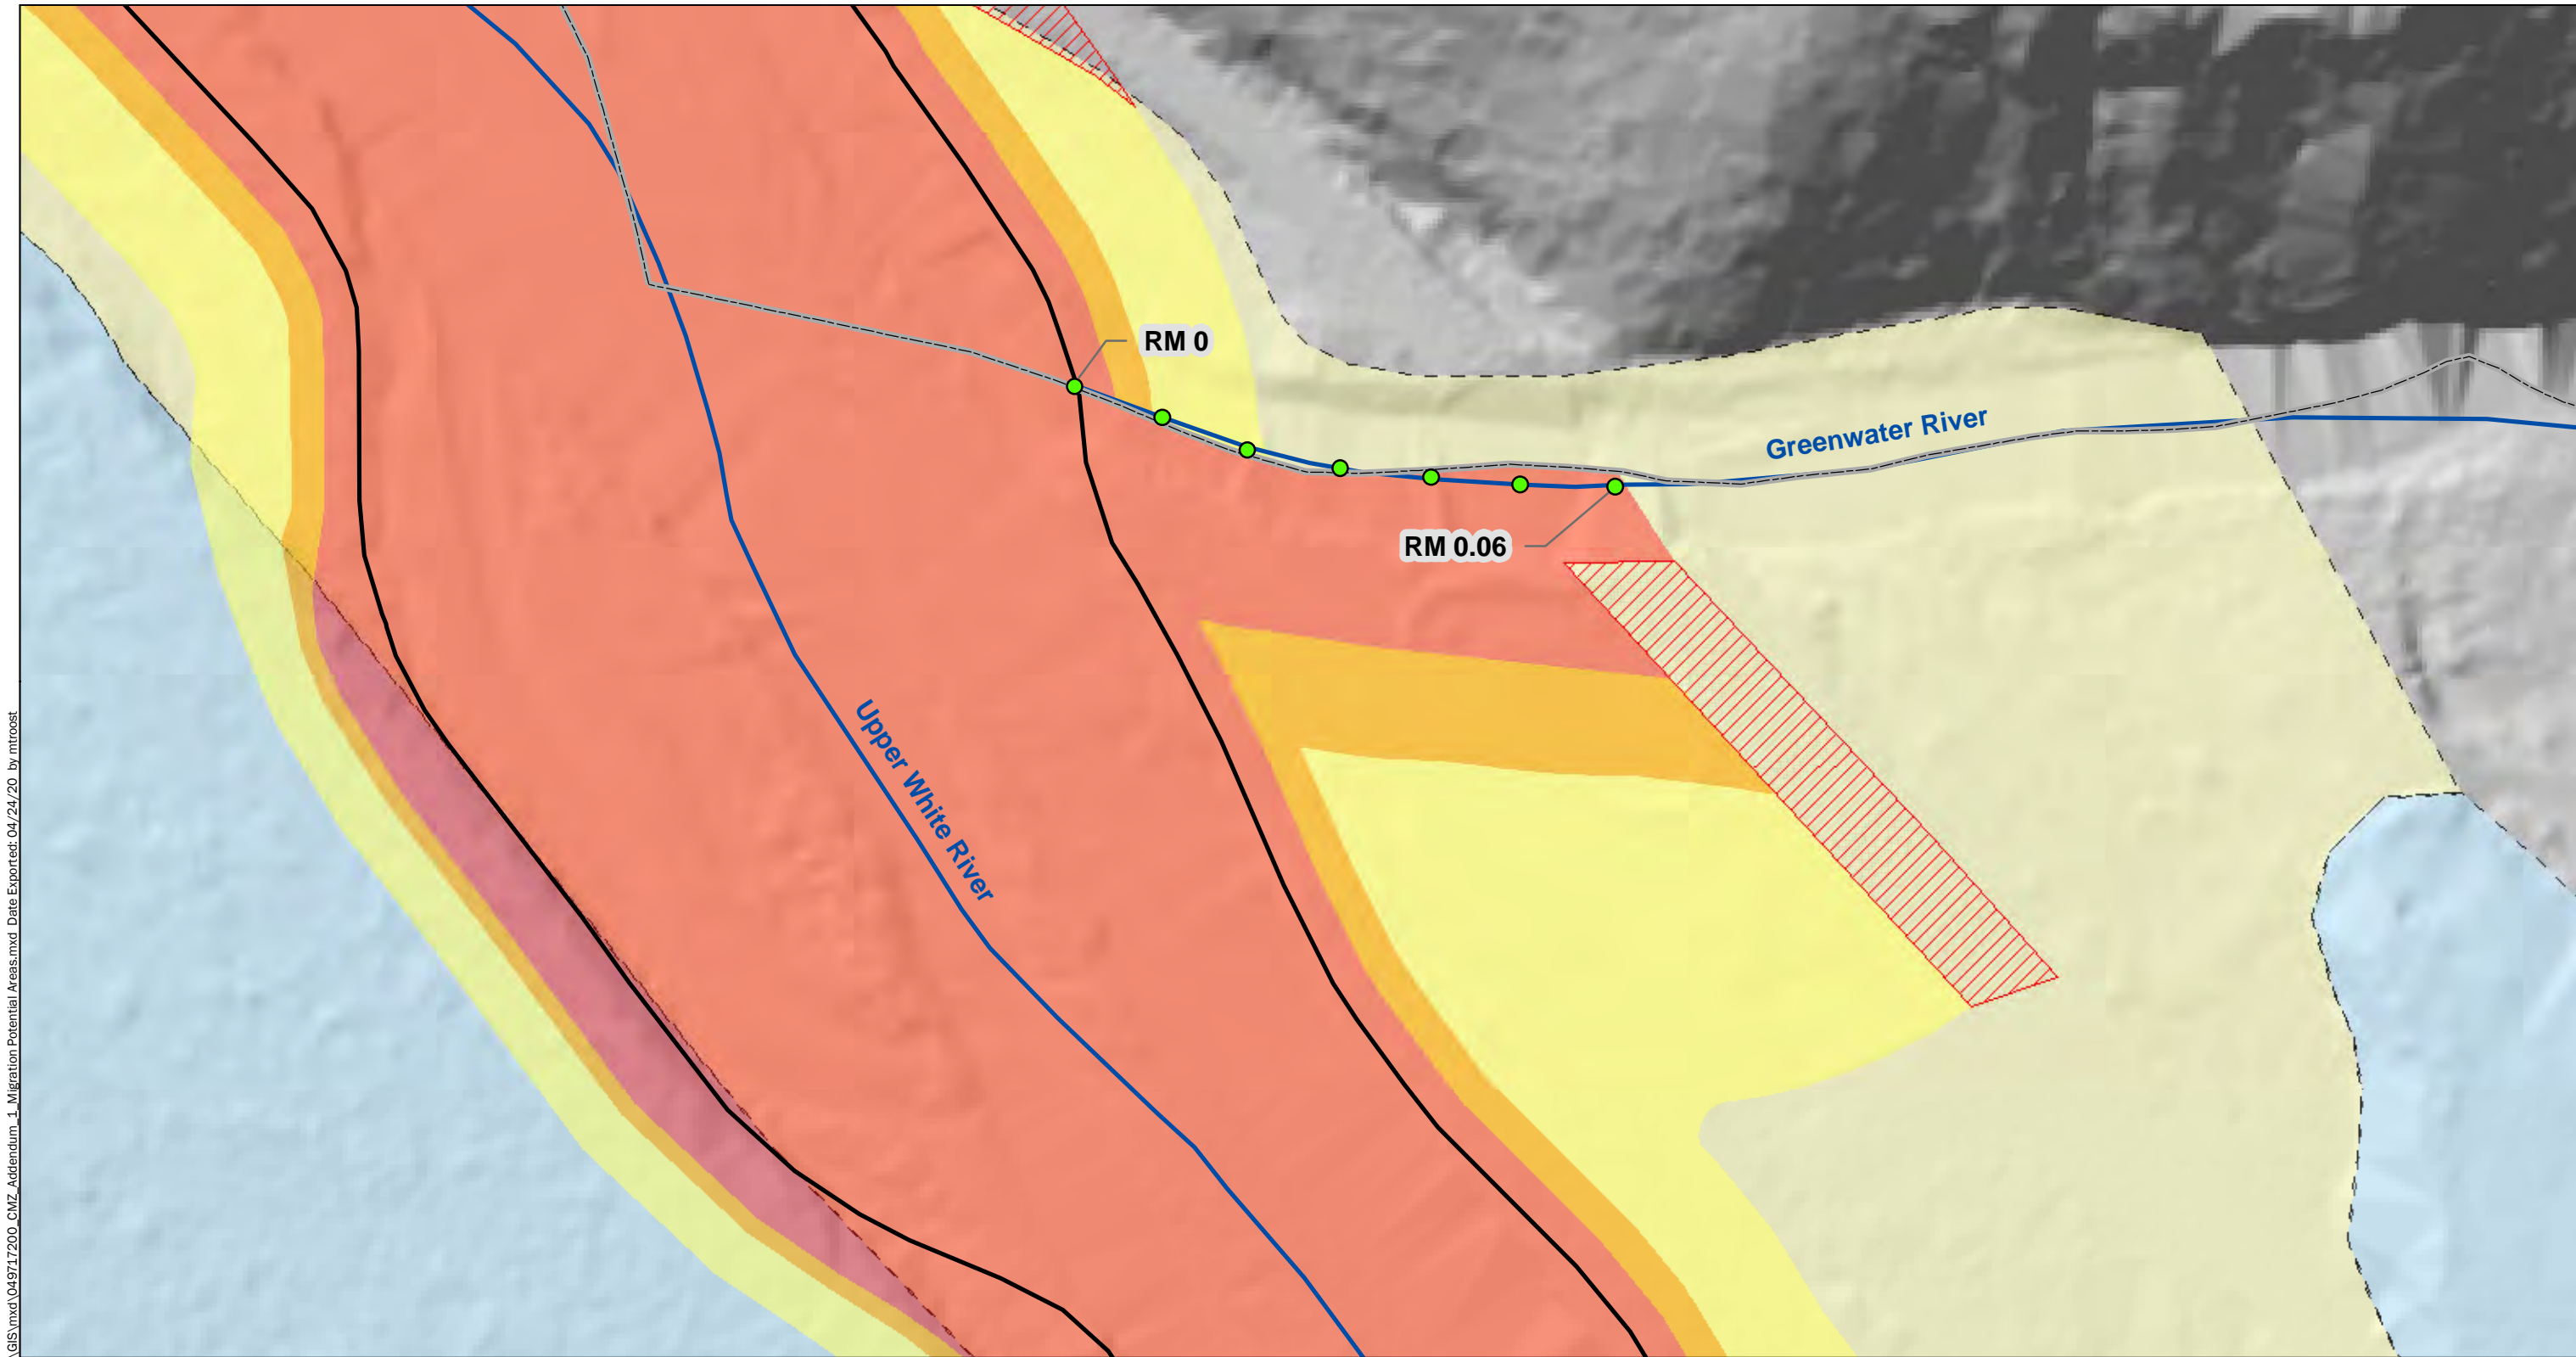 RM 0
Greenwater River
RM 0.06
Upper White River
\GIS\mxd\049717200_CMZ_Addendum_1_Migration Potential Areas.mxd Date Exported: 04/24/20 by mtroost